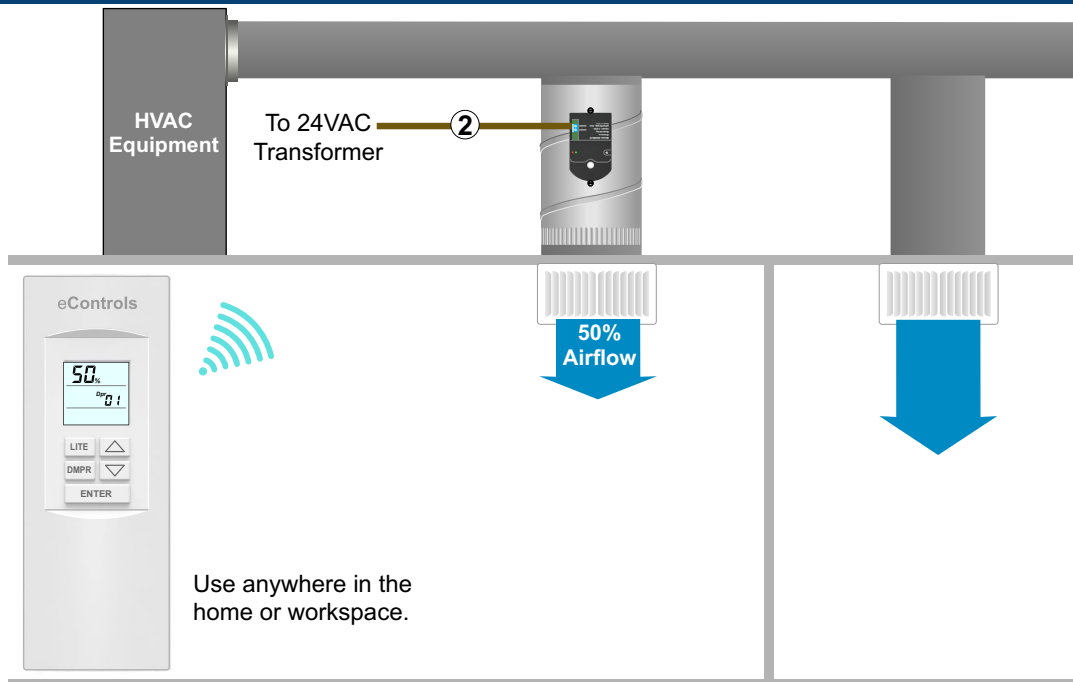 HVAC
Equipment
To 24VAC
Transformer
2
eControls
50%
Dpr 01
LITE
DMPR
ENTER
50%
Airflow
Use anywhere in the
home or workspace.